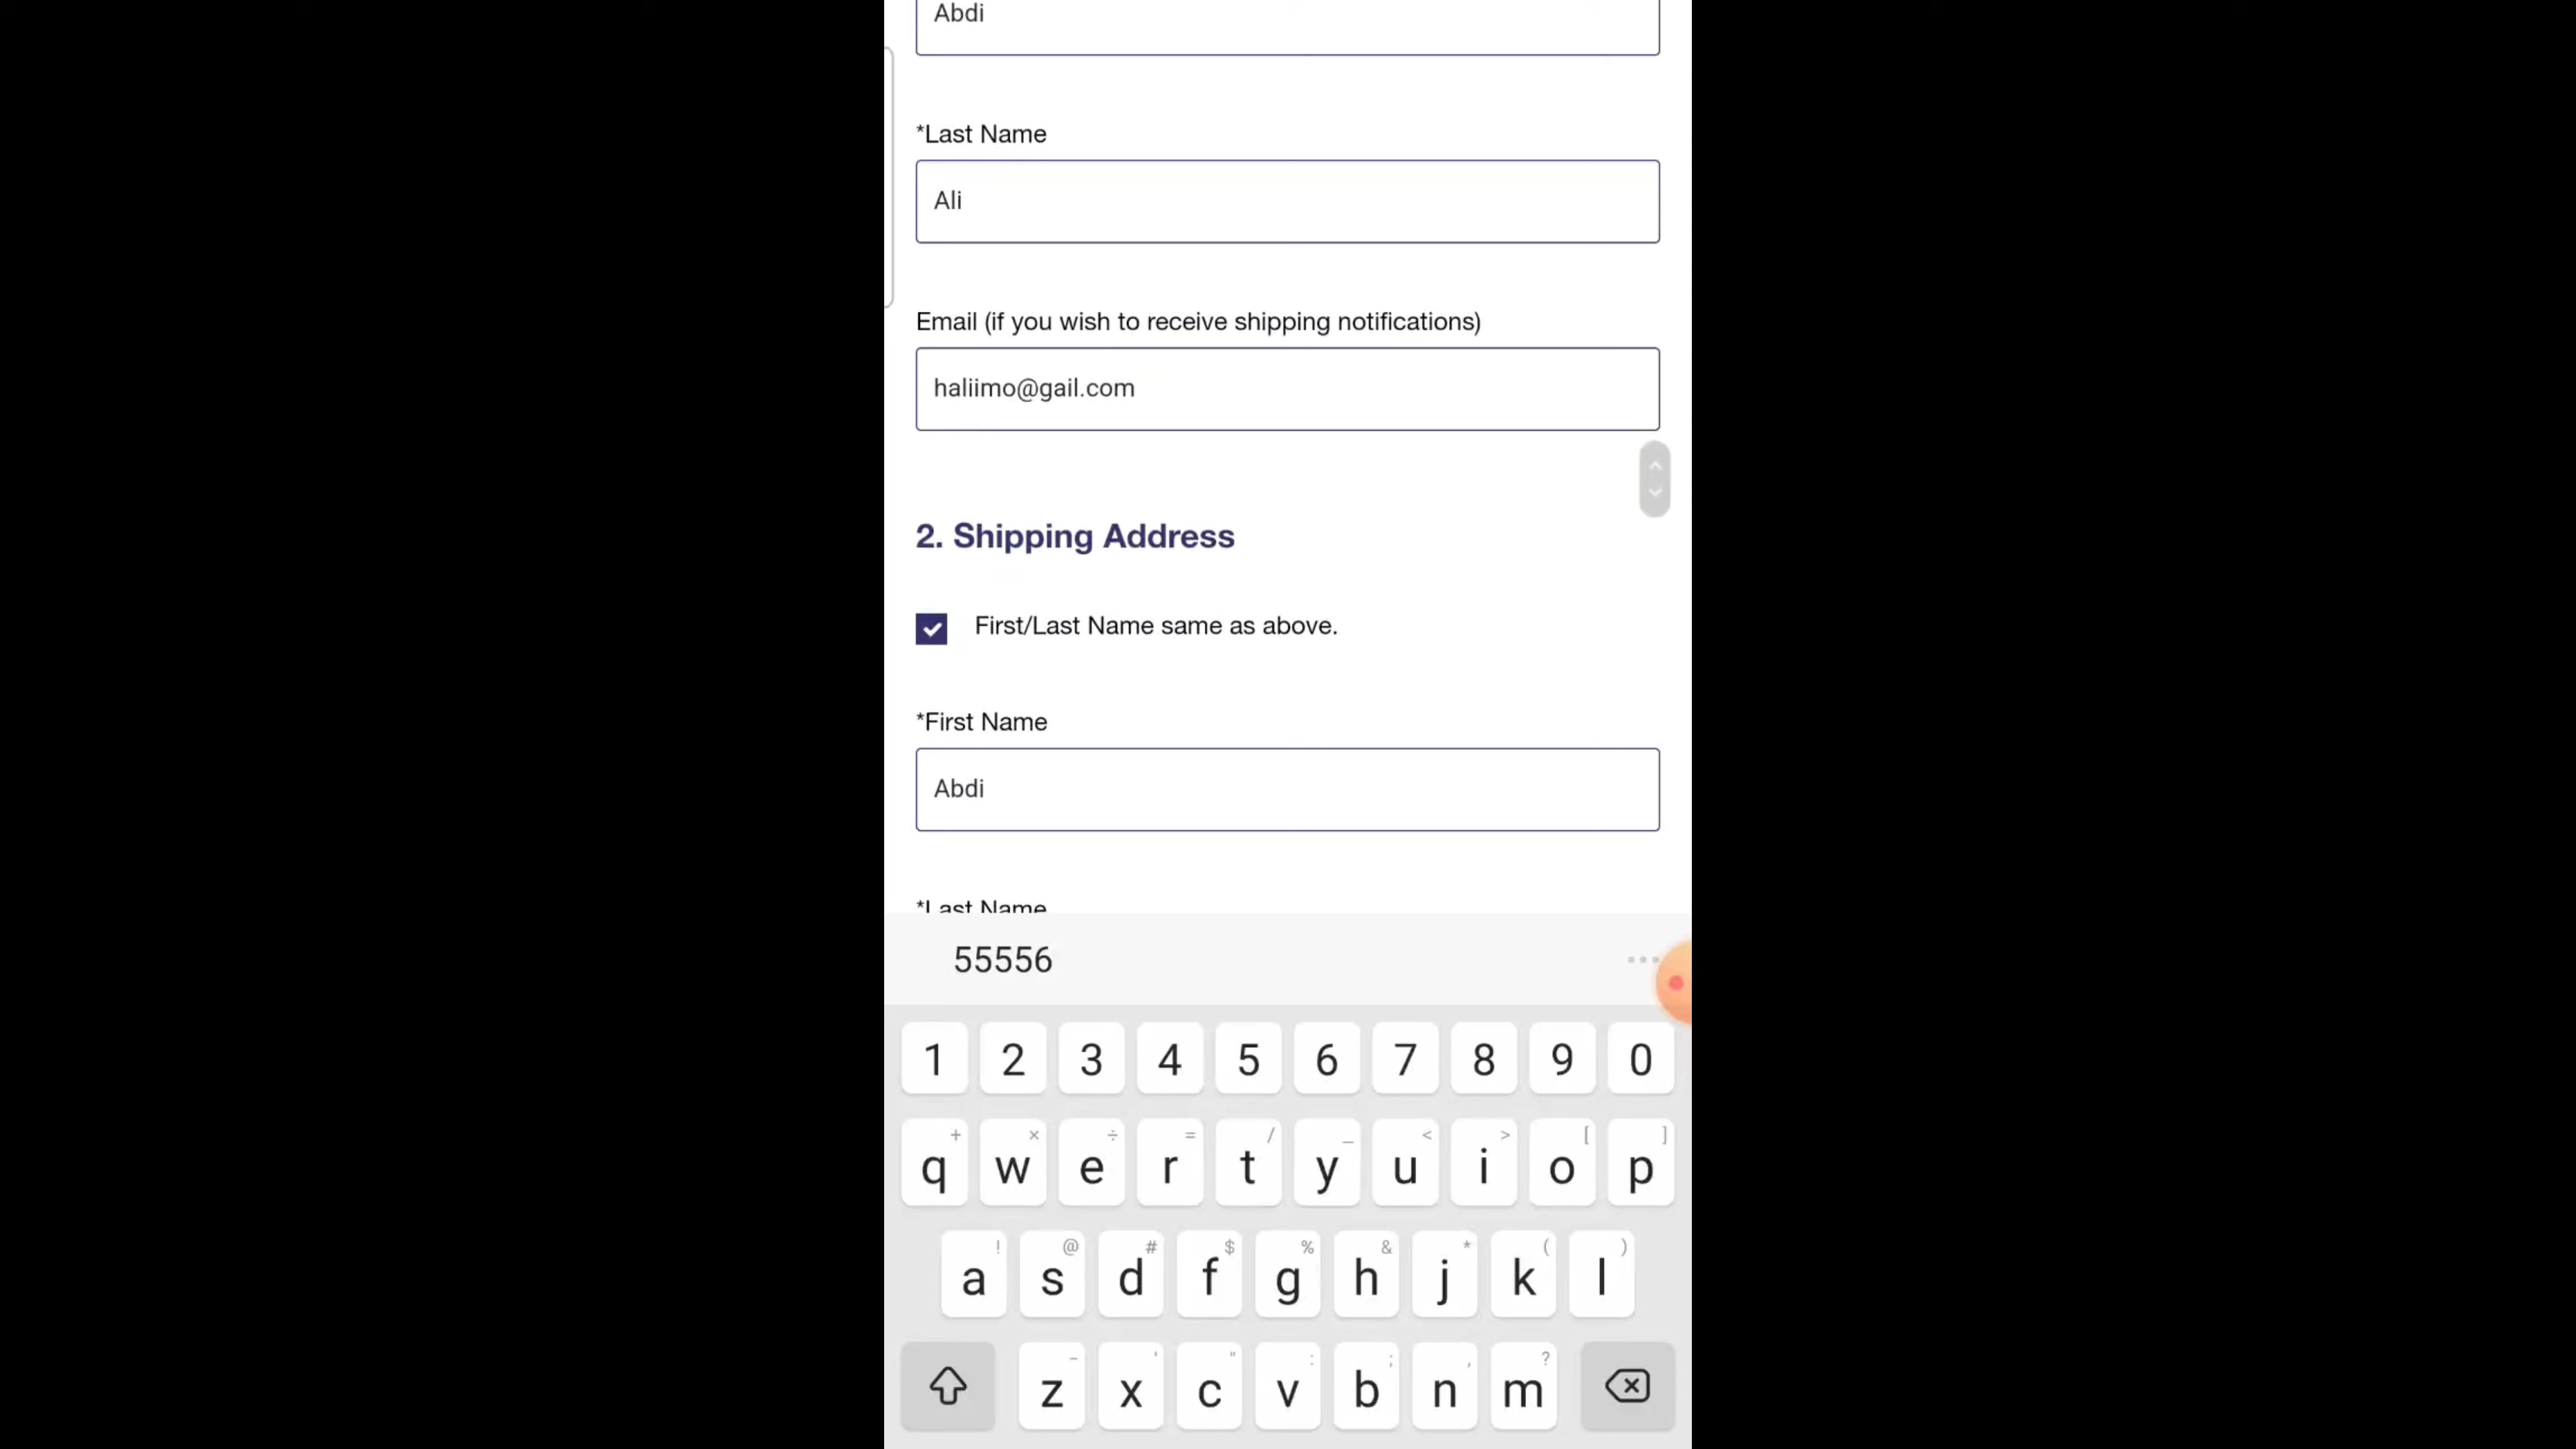 Abdi
*Last Name
Ali
Email (if you wish to receive shipping notifications)
haliimo@gail.com
2. Shipping Address
First/Last Name same as above.
*First Name
Abdi
*Last Name
55556
1 2 3 4 5 6 7 8 9 0
+ × ÷ = / _ < > [ ]
q w e r t y u i o p
! @ # $ % & * ( )
a s d f g h j k l
- ' " : ; , ?
z x c v b n m